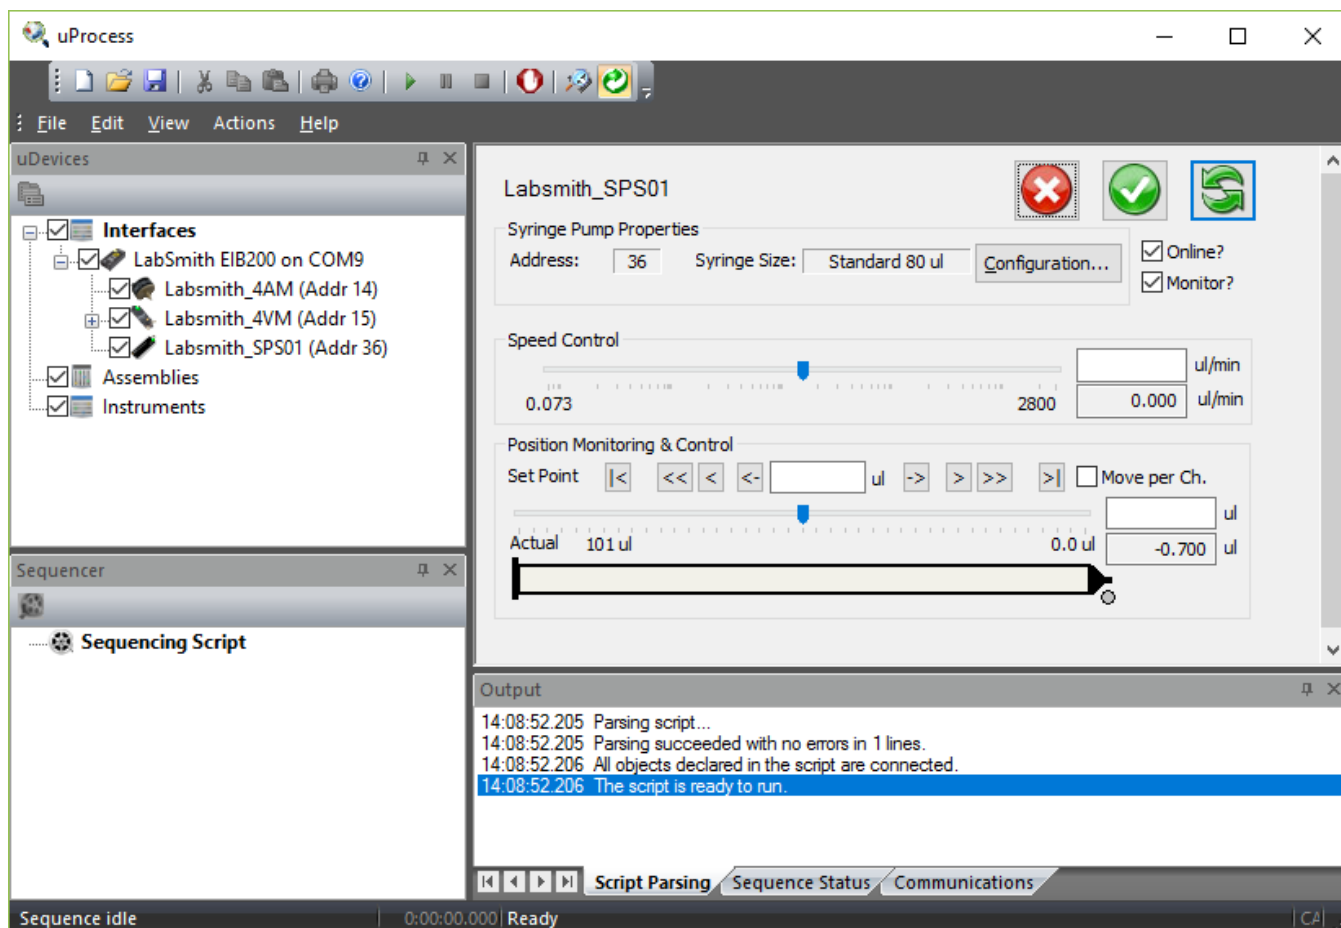 uProcess
File Edit View Actions Help
uDevices
Interfaces
LabSmith EIB200 on COM9
Labsmith_4AM (Addr 14)
Labsmith_4VM (Addr 15)
Labsmith_SPS01 (Addr 36)
Assemblies
Instruments
Sequencer
Sequencing Script
Labsmith_SPS01
Syringe Pump Properties
Address: 36 Syringe Size: Standard 80 ul Configuration...
Online?
Monitor?
Speed Control
ul/min
0.073 2800 0.000 ul/min
Position Monitoring & Control
Set Point |< << < <- ul -> > >> >| Move per Ch.
ul
Actual 101 ul 0.0 ul -0.700 ul
Output
14:08:52.205 Parsing script...
14:08:52.205 Parsing succeeded with no errors in 1 lines.
14:08:52.206 All objects declared in the script are connected.
14:08:52.206 The script is ready to run.
Script Parsing Sequence Status Communications
Sequence idle 0:00:00.000 Ready CA